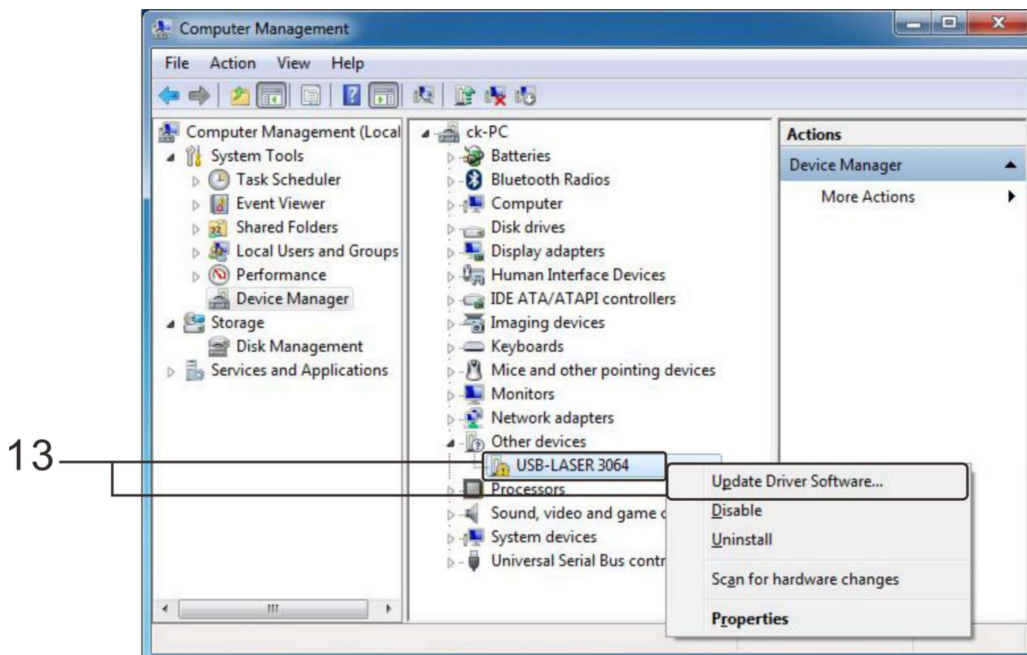 Computer Management
File Action View Help
Computer Management (Local
System Tools
Task Scheduler
Event Viewer
Shared Folders
Local Users and Groups
Performance
Device Manager
Storage
Disk Management
Services and Applications
ck-PC
Batteries
Bluetooth Radios
Computer
Disk drives
Display adapters
Human Interface Devices
IDE ATA/ATAPI controllers
Imaging devices
Keyboards
Mice and other pointing devices
Monitors
Network adapters
Other devices
USB-LASER 3064
Processors
Sound, video and game c
System devices
Universal Serial Bus contr
Actions
Device Manager
More Actions
13
Update Driver Software...
Disable
Uninstall
Scan for hardware changes
Properties